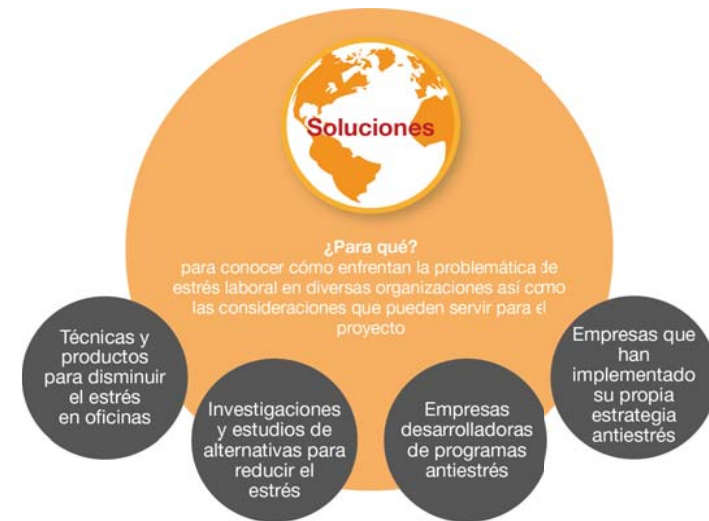 Soluciones
¿Para qué?
para conocer cómo enfrentan la problemática de
estrés laboral en diversas organizaciones así como
las consideraciones que pueden servir para el
proyecto
Técnicas y
productos
para disminuir
el estrés
en oficinas
Investigaciones
y estudios de
alternativas para
reducir el
estrés
Empresas
desarrolladoras
de programas
antiestrés
Empresas que
han
implementado
su propia
estrategia
antiestrés